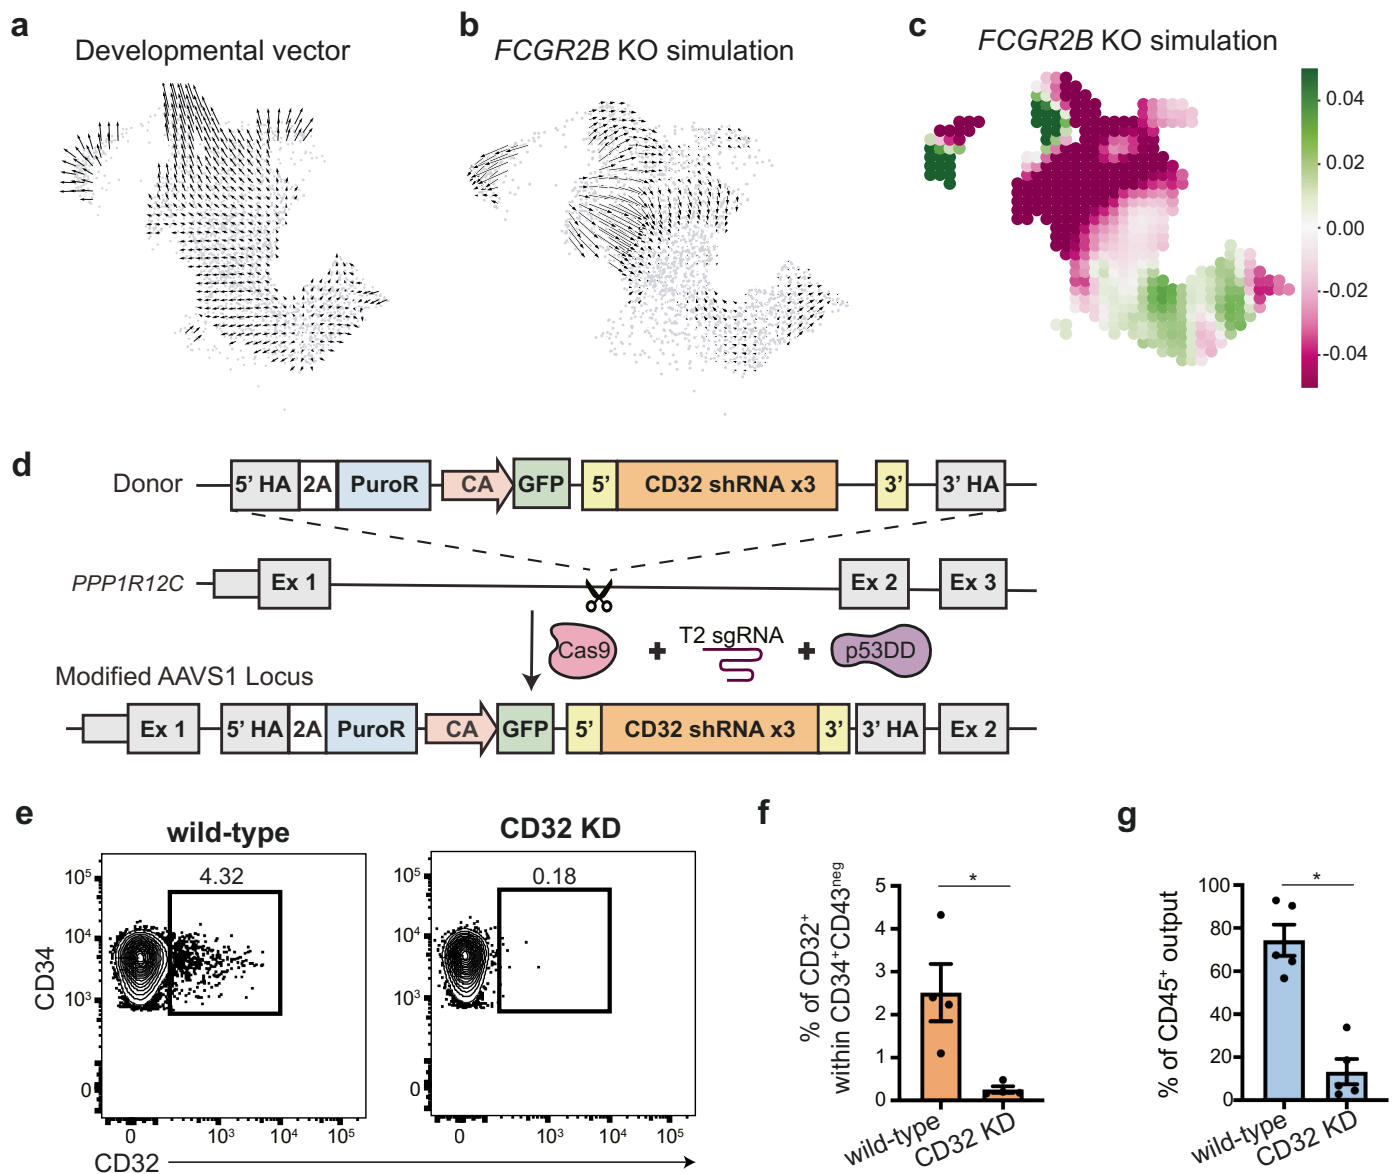 a
Developmental vector
b
FCGR2B KO simulation
c
FCGR2B KO simulation
0.04
0.02
0.00
-0.02
-0.04
d
Donor
5’ HA 2A PuroR CA GFP 5’ CD32 shRNA x3 3’ 3’ HA
PPP1R12C Ex 1 Ex 2 Ex 3
Cas9 + T2 sgRNA + p53DD
Modified AAVS1 Locus
Ex 1 5’ HA 2A PuroR CA GFP 5’ CD32 shRNA x3 3’ 3’ HA Ex 2
e
wild-type
CD32 KD
4.32
0.18
CD34
10⁵
10⁴
10³
0
0 10³ 10⁴ 10⁵
10⁵
10⁴
10³
0
0 10³ 10⁴ 10⁵
CD32
f
% of CD32⁺
within CD34⁺CD43ⁿᵉᵍ
5
4
3
2
1
0
*
wild-type
CD32 KD
g
% of CD45⁺ output
100
80
60
40
20
0
*
wild-type
CD32 KD